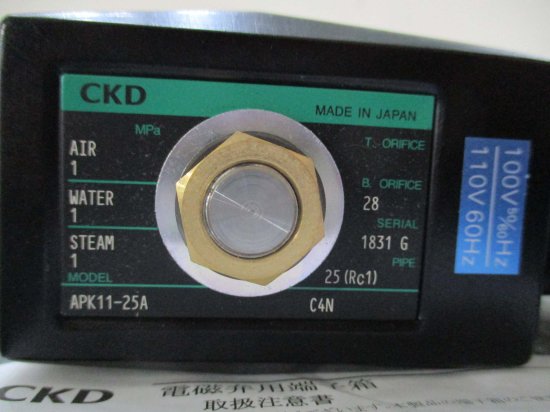 CKD
MADE IN JAPAN
MPa
T. ORIFICE
AIR
1
B. ORIFICE
WATER
1
28
SERIAL
1831 G
STEAM
1
PIPE
25 (Rc1)
MODEL
APK11-25A
C4N
100V 50/60Hz
110V 60Hz
CKD
電磁弁用端子箱
取扱注意書